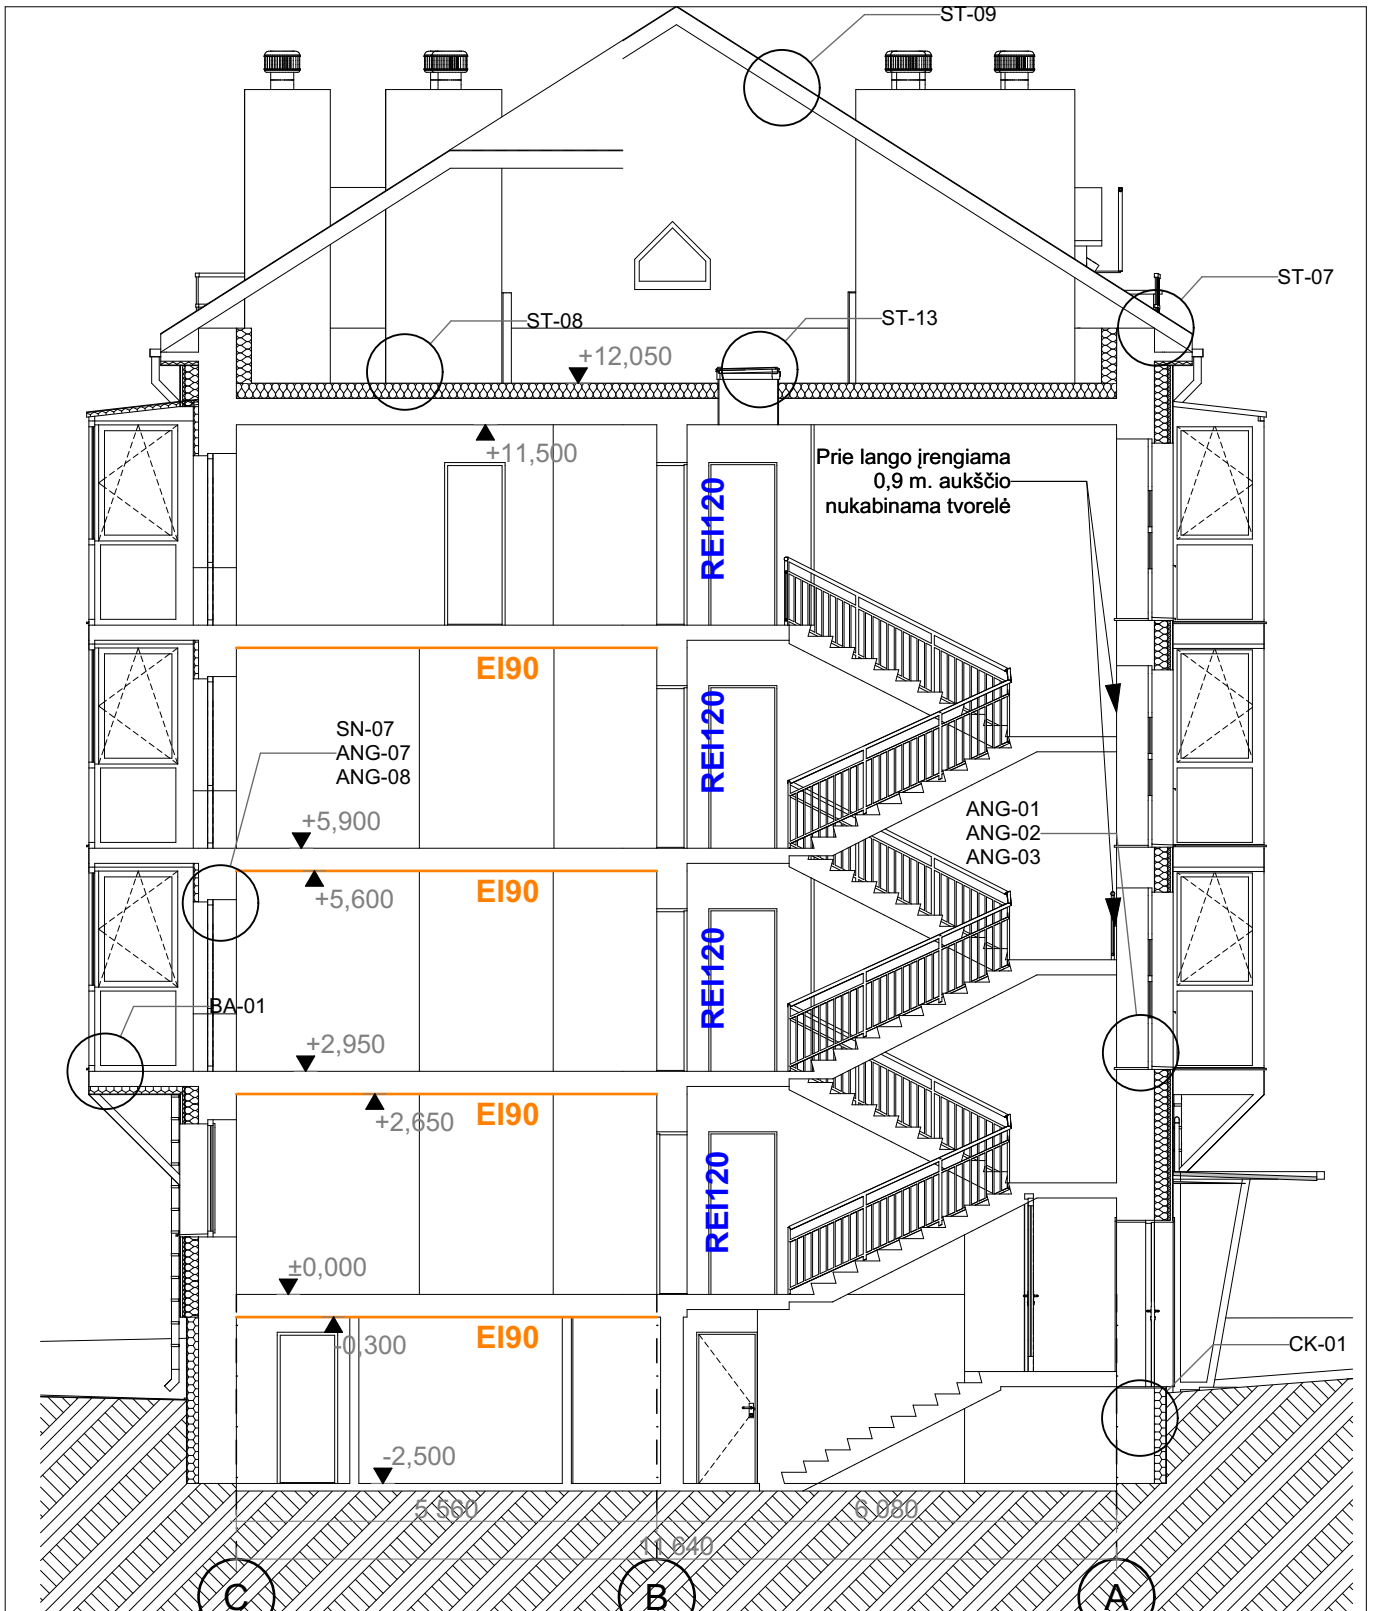 ST-09
ST-07
ST-08
ST-13
+12,050
+11,500
Prie lango įrengiama
0,9 m. aukščio
nukabinama tvorelė
REI120
EI90
REI120
SN-07
ANG-07
ANG-08
+5,900
ANG-01
ANG-02
ANG-03
EI90
+5,600
REI120
BA-01
+2,950
EI90
+2,650
REI120
±0,000
EI90
-0,300
CK-01
-2,500
5 560
6 080
11 640
C
B
A